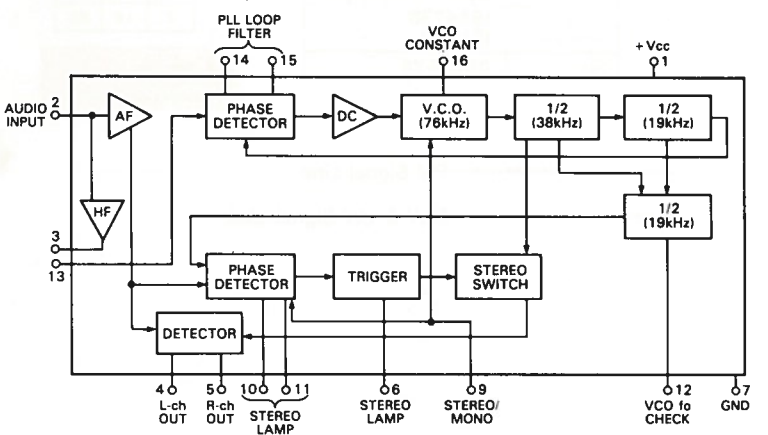 PLL LOOP
FILTER
14
15
VCO
CONSTANT
16
+Vcc
1
AUDIO
INPUT
2
AF
PHASE
DETECTOR
DC
V.C.O.
(76kHz)
1/2
(38kHz)
1/2
(19kHz)
HF
1/2
(19kHz)
3
13
PHASE
DETECTOR
TRIGGER
STEREO
SWITCH
DETECTOR
4
L-ch
OUT
5
R-ch
OUT
10
11
STEREO
LAMP
6
STEREO
LAMP
9
STEREO/
MONO
12
VCO fo
CHECK
7
GND